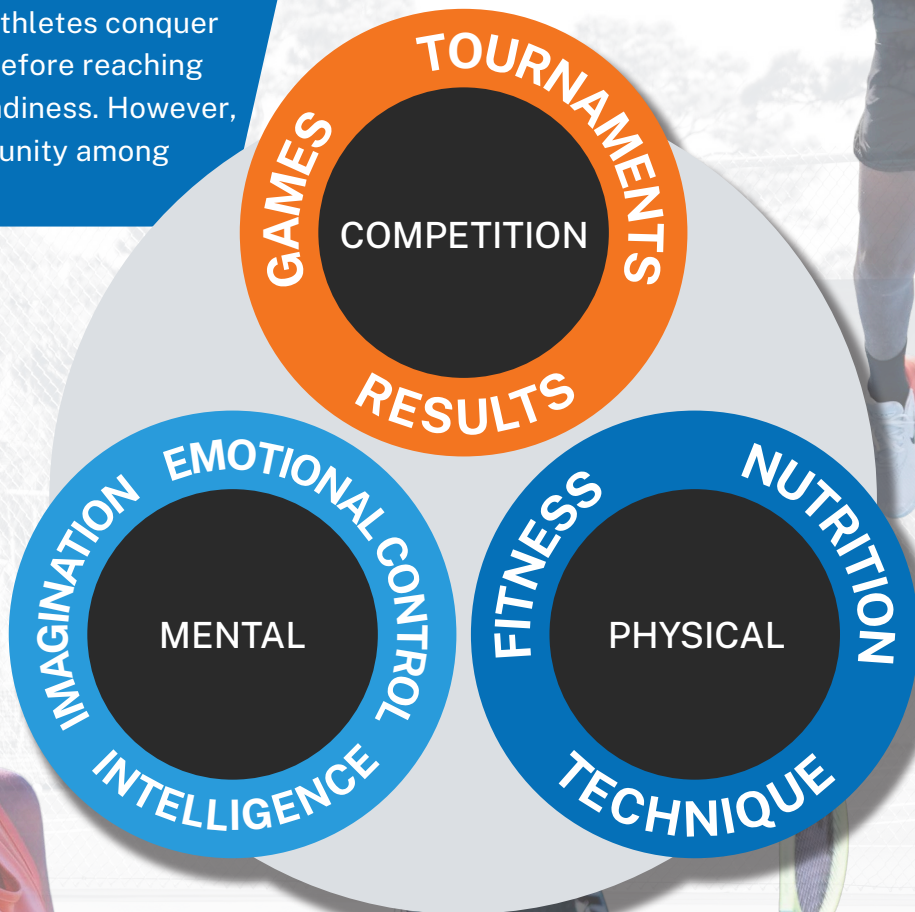 thletes conquer
efore reaching
adiness. However,
unity among
GAMES
TOURNAMENTS
COMPETITION
RESULTS
IMAGINATION
EMOTIONAL CONTROL
MENTAL
INTELLIGENCE
FITNESS
NUTRITION
PHYSICAL
TECHNIQUE